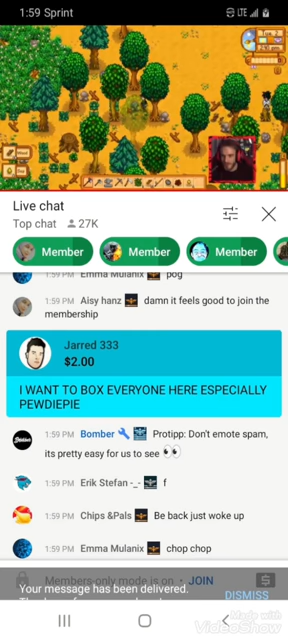 1:59 Sprint
LTE
Live chat
Top chat 27K
Member
Member
Member
1:59 PM Emma Mulanix pog
1:59 PM Aisy hanz damn it feels good to join the
membership
Jarred 333
$2.00
I WANT TO BOX EVERYONE HERE ESPECIALLY
PEWDIEPIE
1:59 PM Bomber Protipp: Don't emote spam,
its pretty easy for us to see
1:59 PM Erik Stefan -_- f
1:59 PM Chips &Pals Be back just woke up
1:59 PM Emma Mulanix chop chop
Members-only mode is on • JOIN
Your message has been delivered.
DISMISS
Made with
VideoShow